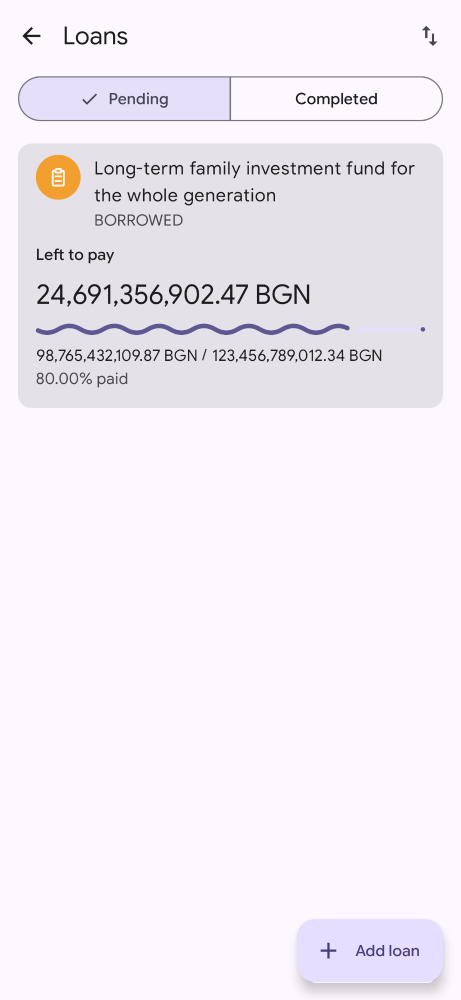 Loans
Pending
Completed
Long-term family investment fund for
the whole generation
BORROWED
Left to pay
24,691,356,902.47 BGN
98,765,432,109.87 BGN / 123,456,789,012.34 BGN
80.00% paid
Add loan